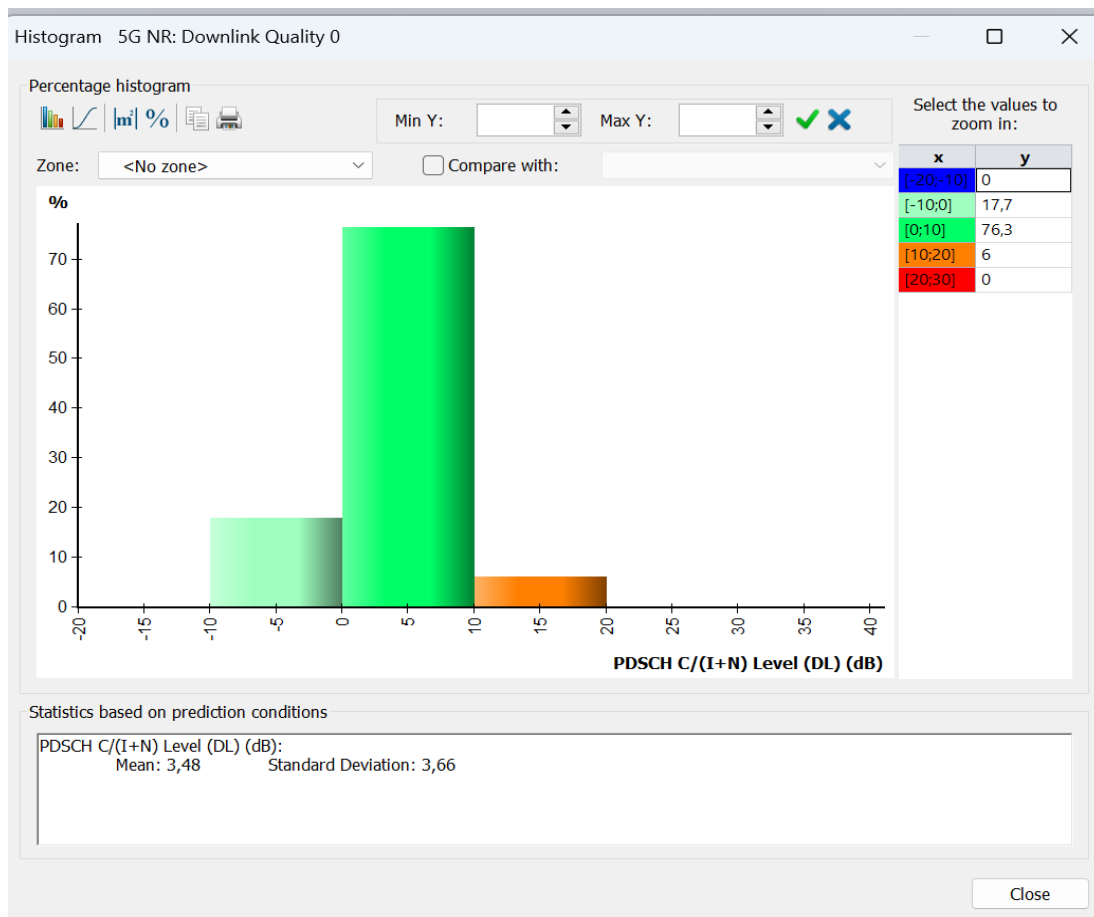 Histogram 5G NR: Downlink Quality 0
Percentage histogram
m² %
Min Y:
Max Y:
Select the values to
zoom in:
Zone: <No zone>
Compare with:
x y
[-20;-10] 0
[-10;0] 17,7
[0;10] 76,3
[10;20] 6
[20;30] 0
%
70
60
50
40
30
20
10
0
-20 -15 -10 -5 0 5 10 15 20 25 30 35 40
PDSCH C/(I+N) Level (DL) (dB)
Statistics based on prediction conditions
PDSCH C/(I+N) Level (DL) (dB):
Mean: 3,48 Standard Deviation: 3,66
Close